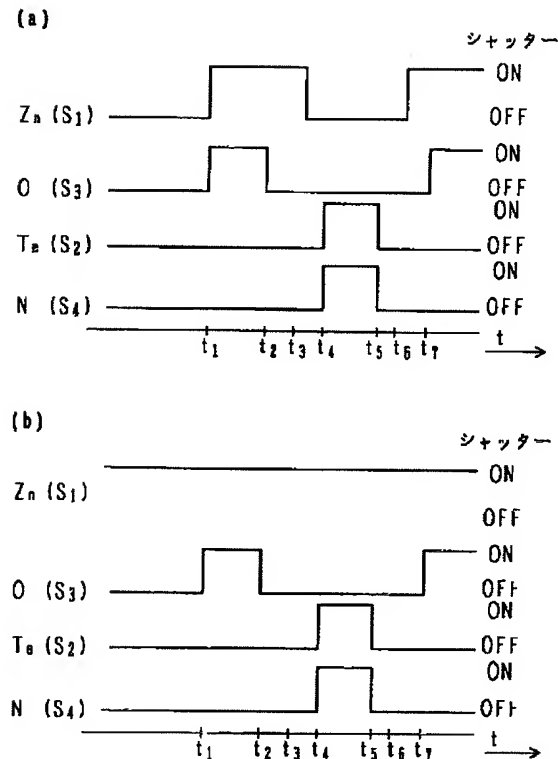 (a)
シャッター
ON
Zn (S1)
OFF
ON
O (S3)
OFF
ON
Te (S2)
OFF
ON
N (S4)
OFF
t1 t2 t3 t4 t5 t6 t7
t
(b)
シャッター
ON
Zn (S1)
OFF
ON
O (S3)
OFF
ON
Te (S2)
OFF
ON
N (S4)
OFF
t1 t2 t3 t4 t5 t6 t7
t